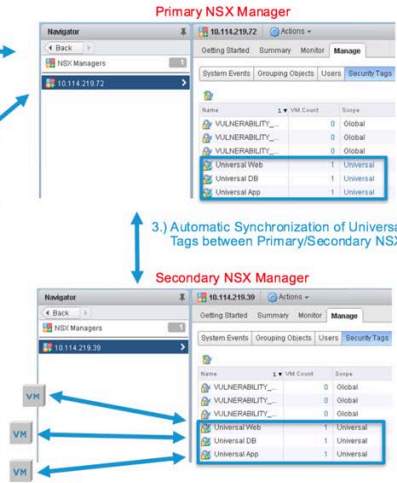 Primary NSX Manager
Navigator
10.114.219.72 Actions
Back
Getting Started Summary Monitor Manage
NSX Managers 1
System Events Grouping Objects Users Security Tags
10.114.219.72
Name 1 VM Count Scope
VULNERABILITY_... 0 Global
VULNERABILITY_... 0 Global
VULNERABILITY_... 0 Global
Universal Web 1 Universal
Universal DB 1 Universal
Universal App 1 Universal
3.) Automatic Synchronization of Universa
Tags between Primary/Secondary NSX
Secondary NSX Manager
Navigator
10.114.219.39 Actions
Back
Getting Started Summary Monitor Manage
NSX Managers 1
System Events Grouping Objects Users Security Tags
10.114.219.39
Name 1 VM Count Scope
VULNERABILITY_... 0 Global
VULNERABILITY_... 0 Global
VULNERABILITY_... 0 Global
Universal Web 1 Universal
Universal DB 1 Universal
Universal App 1 Universal
VM
VM
VM